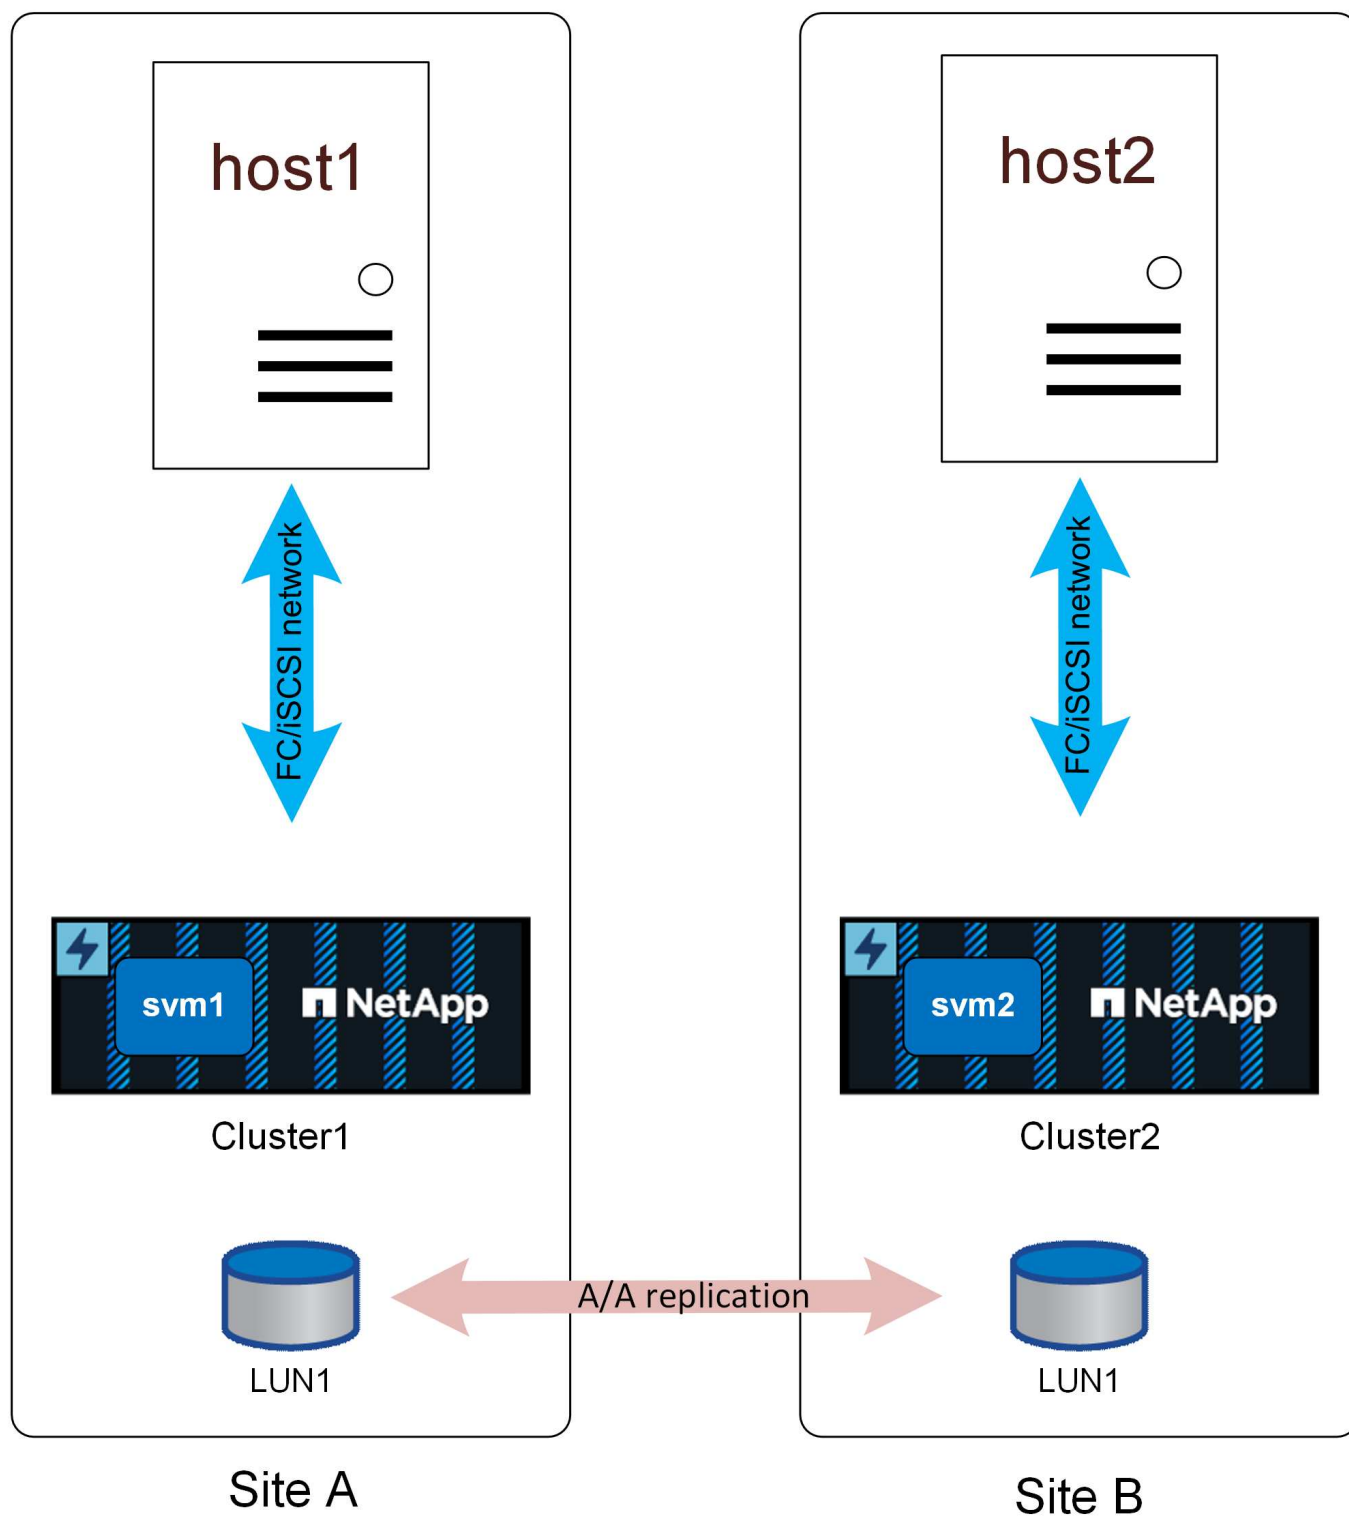 host1
host2
FC/iSCSI network
FC/iSCSI network
svm1
NetApp
svm2
NetApp
Cluster1
Cluster2
A/A replication
LUN1
LUN1
Site A
Site B